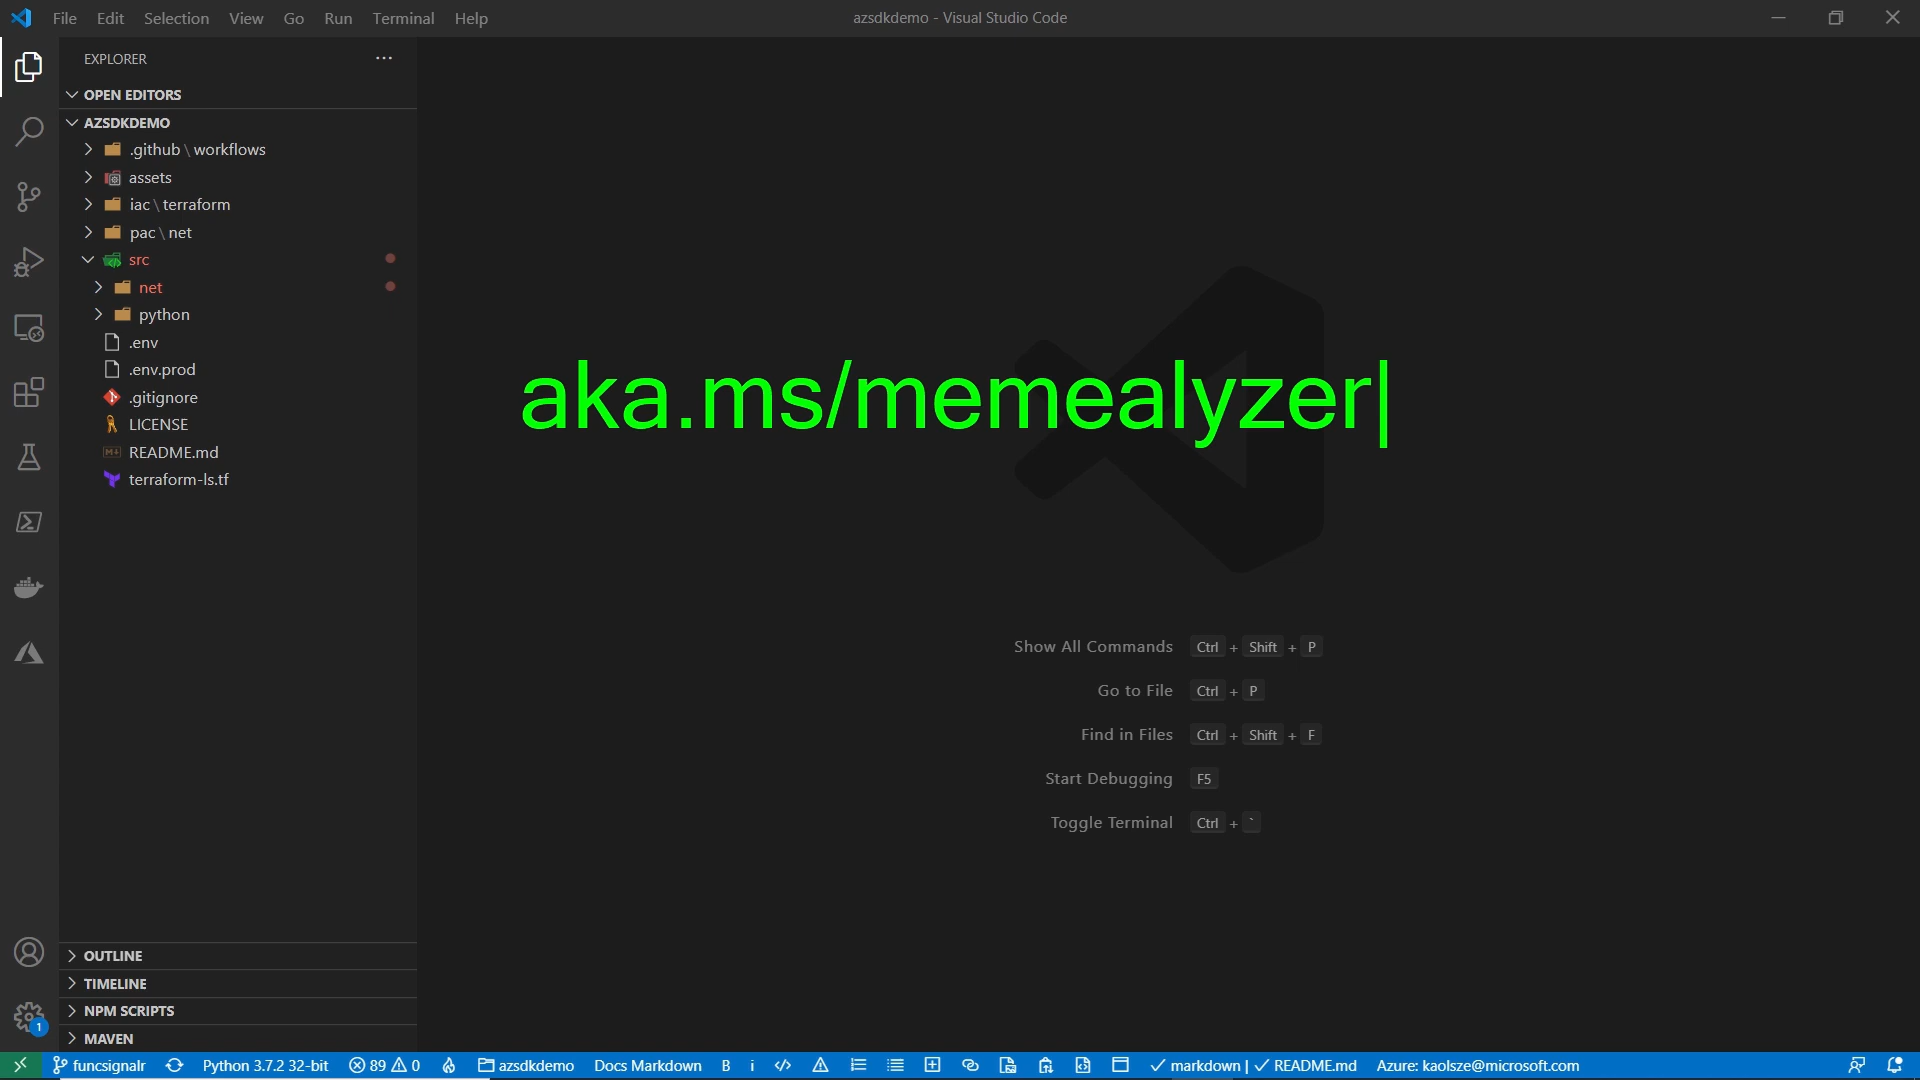 File Edit Selection View Go Run Terminal Help
azsdkdemo - Visual Studio Code
EXPLORER
OPEN EDITORS
AZSDKDEMO
.github \ workflows
assets
iac \ terraform
pac \ net
src
net
python
.env
.env.prod
.gitignore
LICENSE
README.md
terraform-ls.tf
aka.ms/memealyzer|
Show All Commands Ctrl + Shift + P
Go to File Ctrl + P
Find in Files Ctrl + Shift + F
Start Debugging F5
Toggle Terminal Ctrl + `
OUTLINE
TIMELINE
NPM SCRIPTS
MAVEN
1
funcsignalr Python 3.7.2 32-bit 89 0 azsdkdemo Docs Markdown B i markdown | README.md Azure: kaolsze@microsoft.com